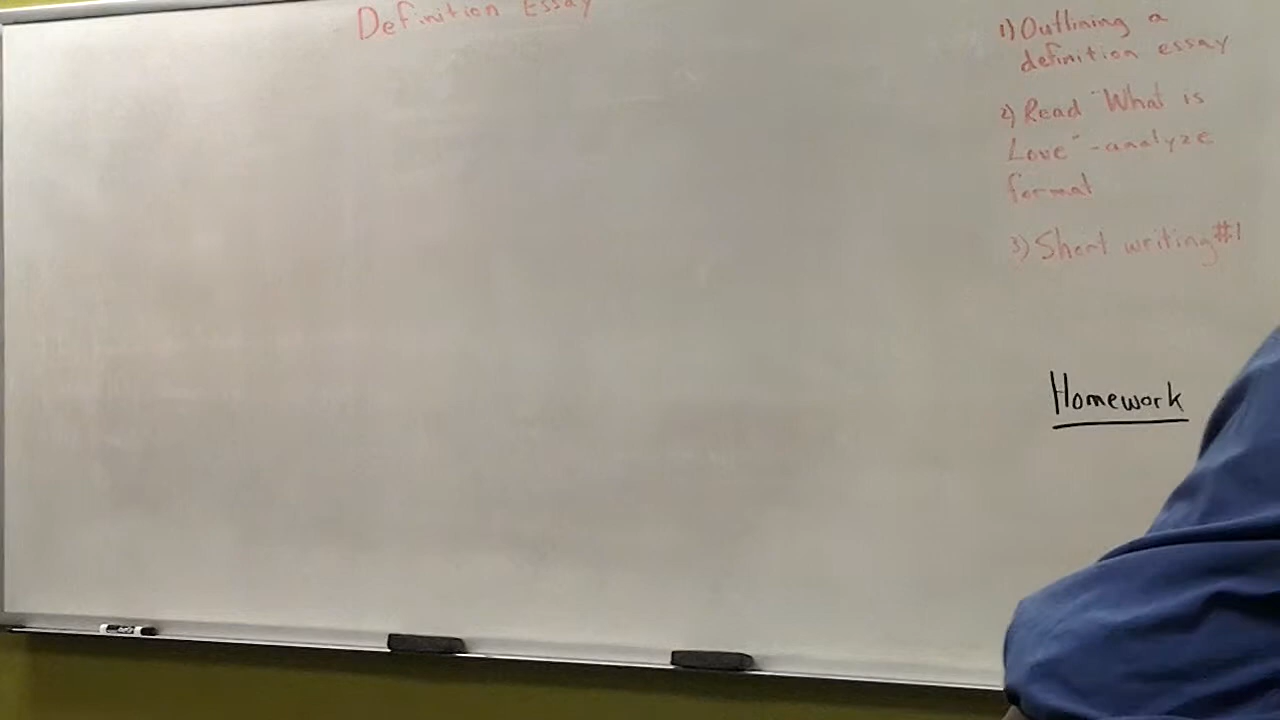 Definition Essay
1) Outlining a
definition essay
2) Read "What is
Love" - analyze
format
3) Short writing #1
Homework